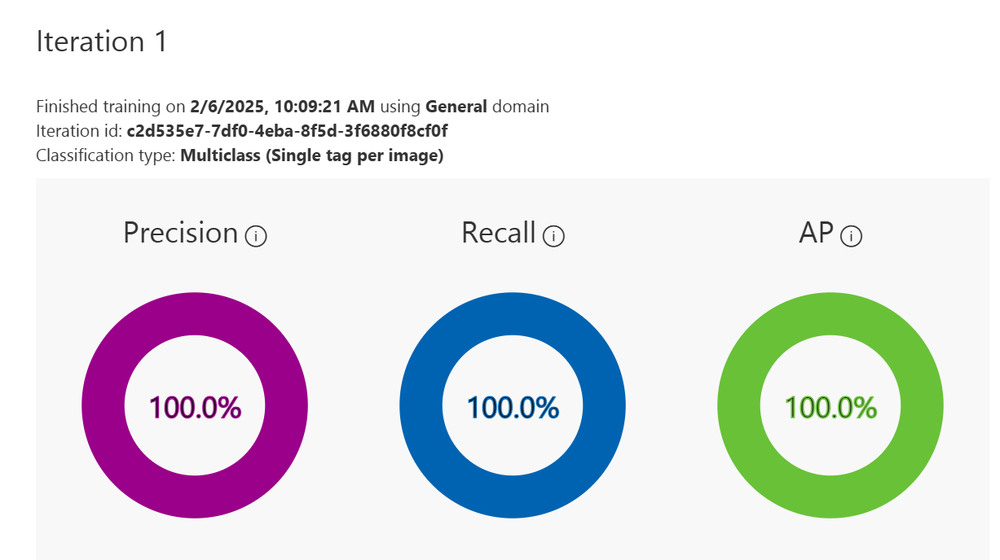 Iteration 1
Finished training on 2/6/2025, 10:09:21 AM using General domain
Iteration id: c2d535e7-7df0-4eba-8f5d-3f6880f8cf0f
Classification type: Multiclass (Single tag per image)
Precision i Recall i AP i
100.0% 100.0% 100.0%